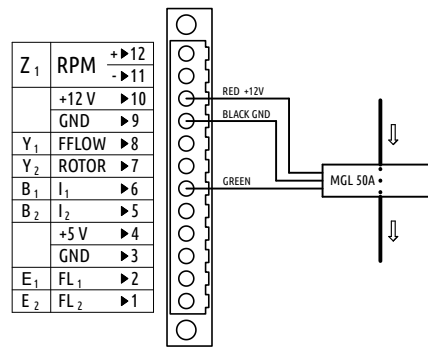 Z₁ RPM +▶12
-▶11
+12 V ▶10
GND ▶9
Y₁ FFLOW ▶8
Y₂ ROTOR ▶7
B₁ I₁ ▶6
B₂ I₂ ▶5
+5 V ▶4
GND ▶3
E₁ FL₁ ▶2
E₂ FL₂ ▶1
RED +12V
BLACK GND
GREEN
MGL 50A